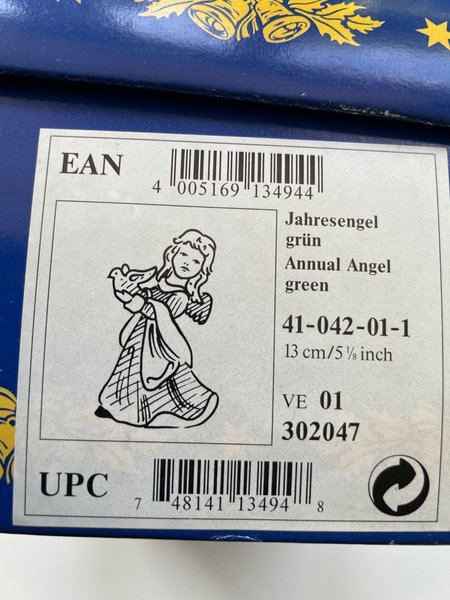 EAN
4 005169 134944
Jahresengel
grün
Annual Angel
green
41-042-01-1
13 cm/5 ⅛ inch
VE 01
302047
UPC
7 48141 13494 8